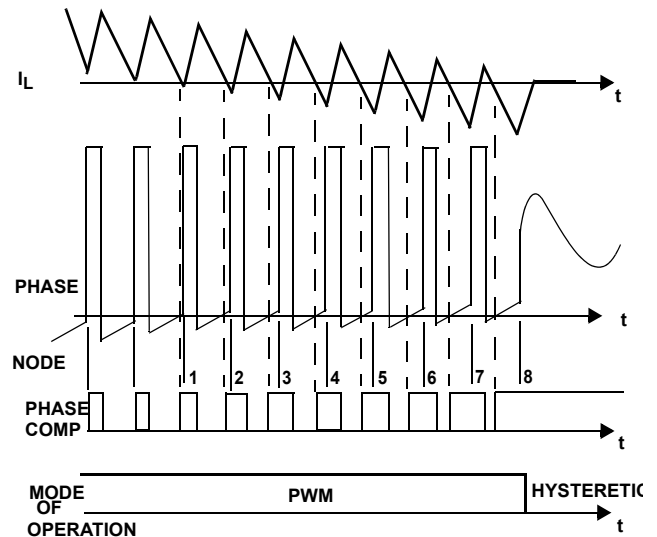 IL
t
PHASE
NODE
t
1 2 3 4 5 6 7 8
PHASE
COMP
t
MODE
OF
OPERATION
PWM
HYSTERETIC
t